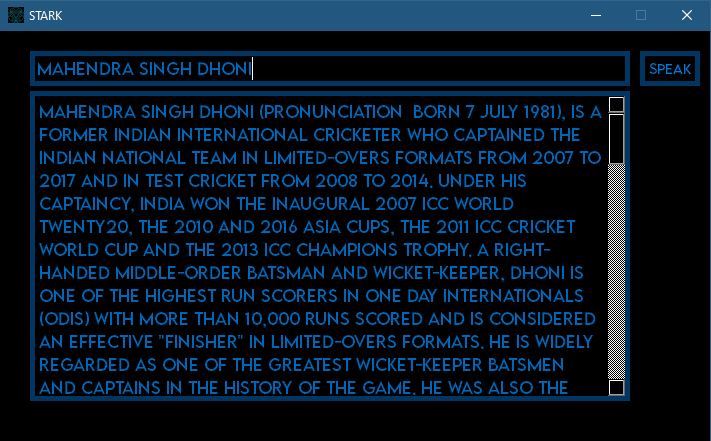 STARK
MAHENDRA SINGH DHONI
SPEAK
MAHENDRA SINGH DHONI (PRONUNCIATION  BORN 7 JULY 1981), IS A
FORMER INDIAN INTERNATIONAL CRICKETER WHO CAPTAINED THE
INDIAN NATIONAL TEAM IN LIMITED-OVERS FORMATS FROM 2007 TO
2017 AND IN TEST CRICKET FROM 2008 TO 2014. UNDER HIS
CAPTAINCY, INDIA WON THE INAUGURAL 2007 ICC WORLD
TWENTY20, THE 2010 AND 2016 ASIA CUPS, THE 2011 ICC CRICKET
WORLD CUP AND THE 2013 ICC CHAMPIONS TROPHY. A RIGHT-
HANDED MIDDLE-ORDER BATSMAN AND WICKET-KEEPER, DHONI IS
ONE OF THE HIGHEST RUN SCORERS IN ONE DAY INTERNATIONALS
(ODIS) WITH MORE THAN 10,000 RUNS SCORED AND IS CONSIDERED
AN EFFECTIVE "FINISHER" IN LIMITED-OVERS FORMATS. HE IS WIDELY
REGARDED AS ONE OF THE GREATEST WICKET-KEEPER BATSMEN
AND CAPTAINS IN THE HISTORY OF THE GAME. HE WAS ALSO THE